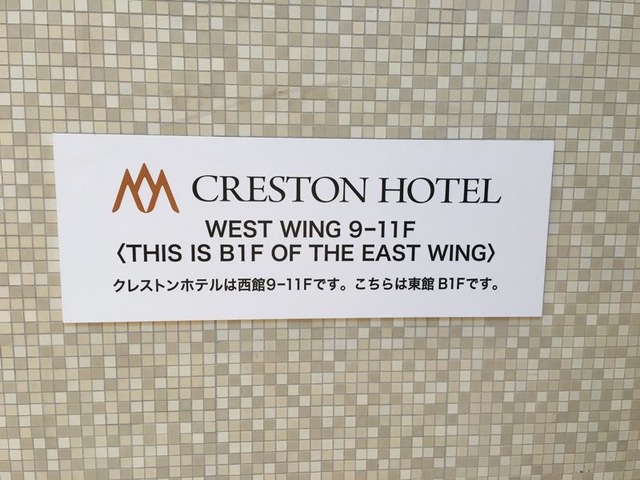 CRESTON HOTEL
WEST WING 9-11F
〈THIS IS B1F OF THE EAST WING〉
クレストンホテルは西館9-11Fです。こちらは東館 B1Fです。